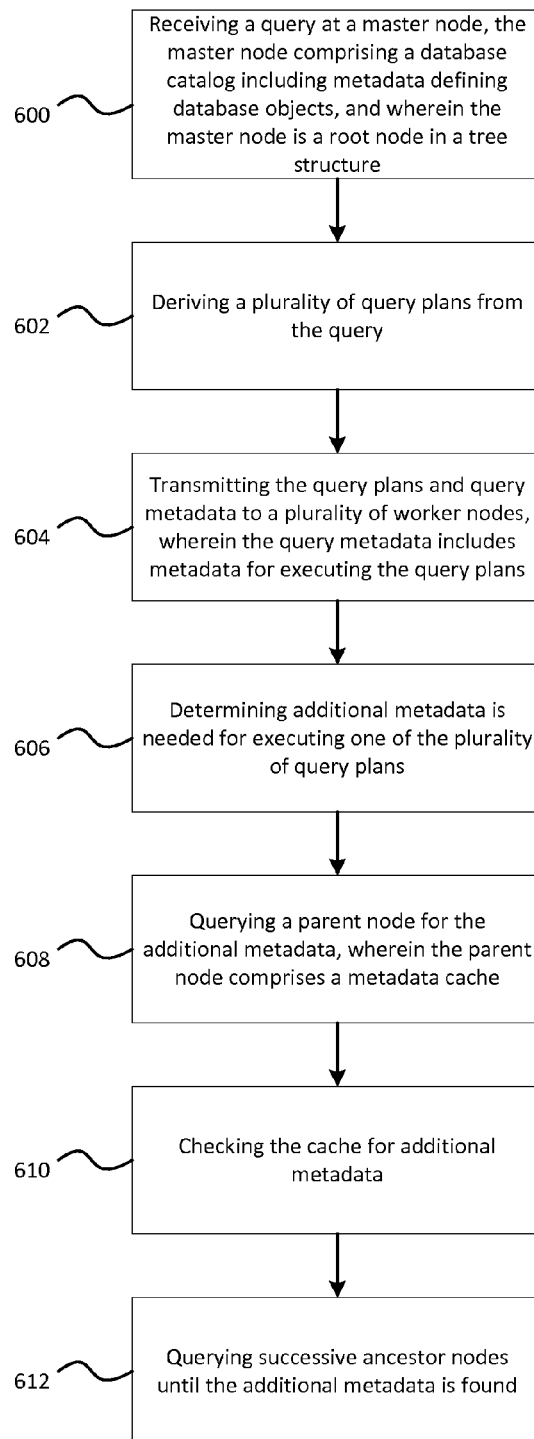 600
Receiving a query at a master node, the
master node comprising a database
catalog including metadata defining
database objects, and wherein the
master node is a root node in a tree
structure
602
Deriving a plurality of query plans from
the query
604
Transmitting the query plans and query
metadata to a plurality of worker nodes,
wherein the query metadata includes
metadata for executing the query plans
606
Determining additional metadata is
needed for executing one of the plurality
of query plans
608
Querying a parent node for the
additional metadata, wherein the parent
node comprises a metadata cache
610
Checking the cache for additional
metadata
612
Querying successive ancestor nodes
until the additional metadata is found